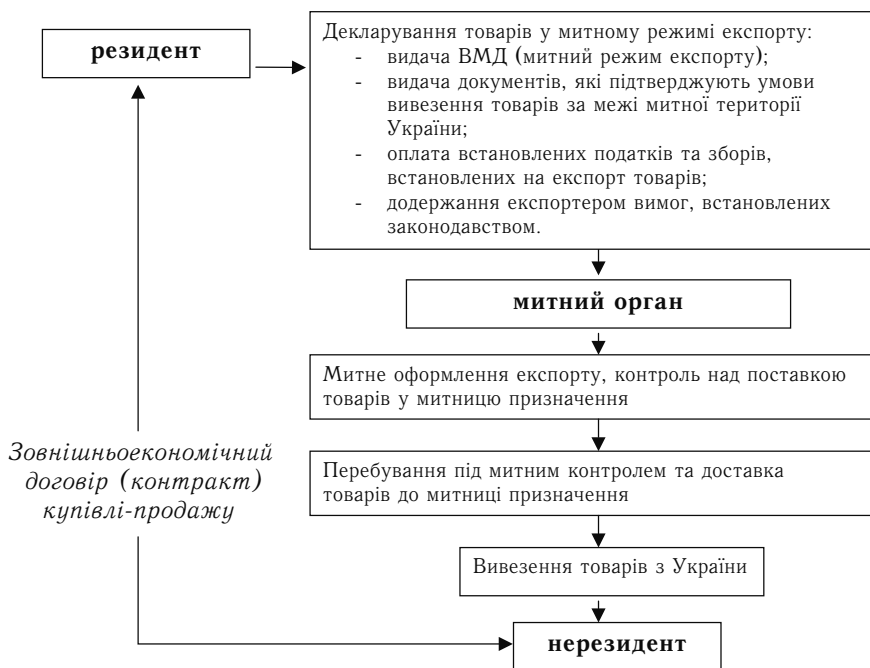 резидент
Декларування товарів у митному режимі експорту:
- видача ВМД (митний режим експорту);
- видача документів, які підтверджують умови
вивезення товарів за межі митної території
України;
- оплата встановлених податків та зборів,
встановлених на експорт товарів;
- додержання експортером вимог, встановлених
законодавством.
митний орган
Митне оформлення експорту, контроль над поставкою
товарів у митницю призначення
Зовнішньоекономічний
договір (контракт)
купівлі-продажу
Перебування під митним контролем та доставка
товарів до митниці призначення
Вивезення товарів з України
нерезидент